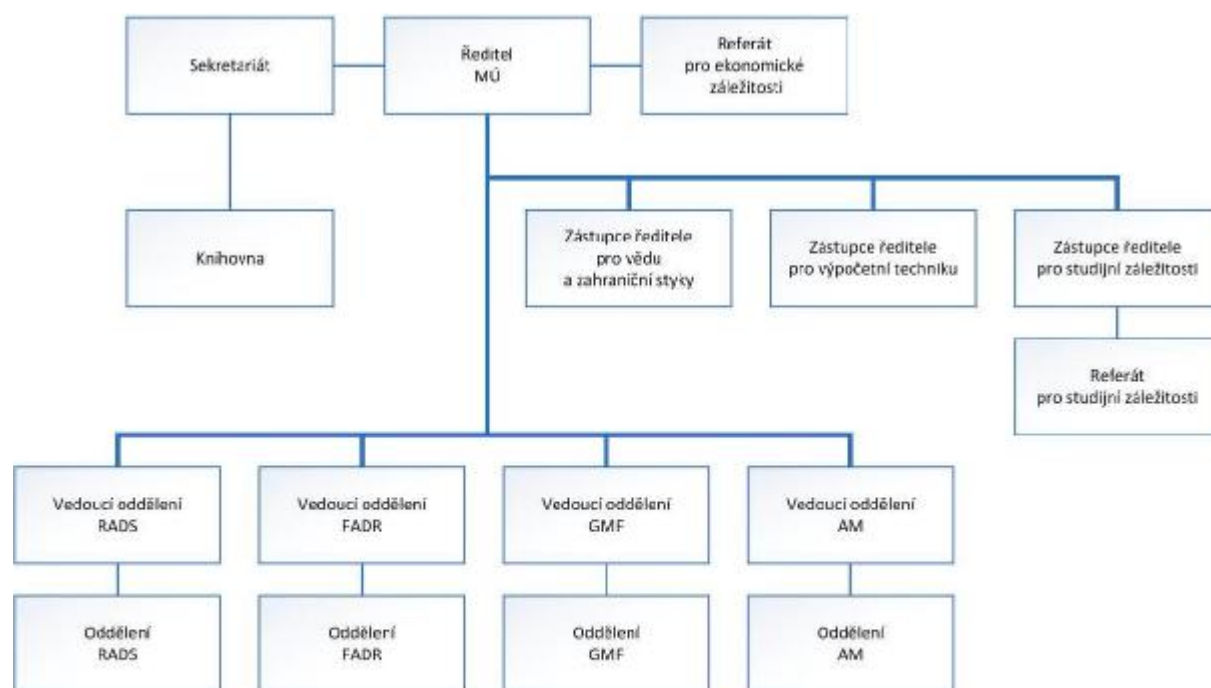 Sekretariát
Ředitel
MÚ
Referát
pro ekonomické
záležitosti
Knihovna
Zástupce ředitele
pro vědu
a zahraniční styky
Zástupce ředitele
pro výpočetní techniku
Zástupce ředitele
pro studijní záležitosti
Referát
pro studijní záležitosti
Vedoucí oddělení
RADS
Vedoucí oddělení
FADR
Vedoucí oddělení
GMF
Vedoucí oddělení
AM
Oddělení
RADS
Oddělení
FADR
Oddělení
GMF
Oddělení
AM